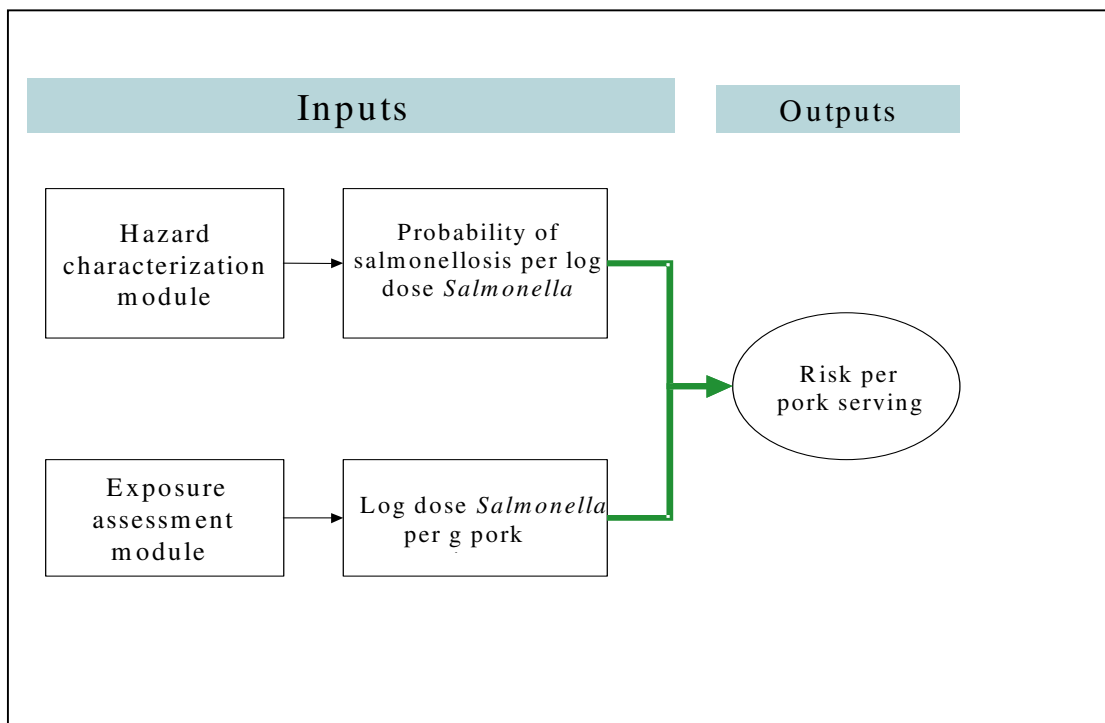 Inputs
Outputs
Hazard
characterization
module
Probability of
salmonellosis per log
dose Salmonella
Risk per
pork serving
Exposure
assessment
module
Log dose Salmonella
per g pork